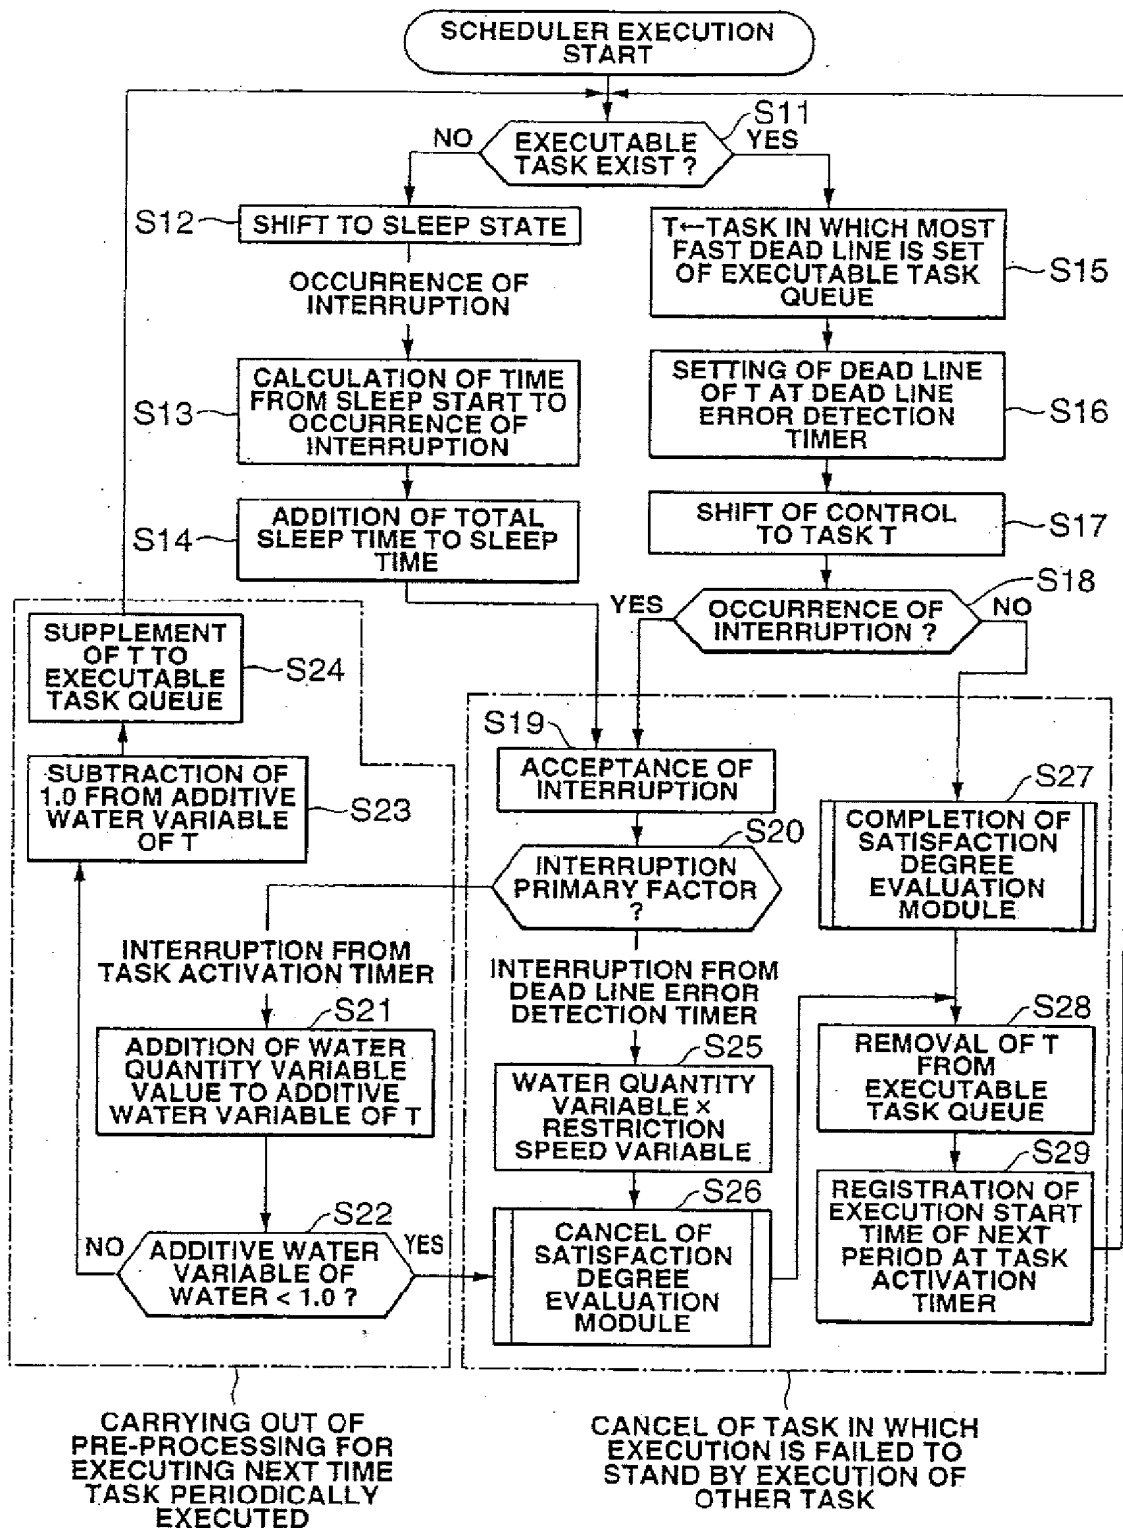 SCHEDULER EXECUTION
START
S11
NO
EXECUTABLE
TASK EXIST ?
YES
S12
SHIFT TO SLEEP STATE
OCCURRENCE OF
INTERRUPTION
S13
CALCULATION OF TIME
FROM SLEEP START TO
OCCURRENCE OF
INTERRUPTION
S14
ADDITION OF TOTAL
SLEEP TIME TO SLEEP
TIME
T←TASK IN WHICH MOST
FAST DEAD LINE IS SET
OF EXECUTABLE TASK
QUEUE
S15
SETTING OF DEAD LINE
OF T AT DEAD LINE
ERROR DETECTION
TIMER
S16
SHIFT OF CONTROL
TO TASK T
S17
S18
YES
OCCURRENCE OF
INTERRUPTION ?
NO
SUPPLEMENT
OF T TO
EXECUTABLE
TASK QUEUE
S24
SUBTRACTION OF
1.0 FROM ADDITIVE
WATER VARIABLE
OF T
S23
S19
ACCEPTANCE OF
INTERRUPTION
S20
INTERRUPTION
PRIMARY FACTOR
?
S27
COMPLETION OF
SATISFACTION
DEGREE
EVALUATION
MODULE
INTERRUPTION FROM
TASK ACTIVATION TIMER
S21
ADDITION OF WATER
QUANTITY VARIABLE
VALUE TO ADDITIVE
WATER VARIABLE OF T
S22
NO
ADDITIVE WATER
VARIABLE OF
WATER < 1.0 ?
YES
INTERRUPTION FROM
DEAD LINE ERROR
DETECTION TIMER
S25
WATER QUANTITY
VARIABLE ×
RESTRICTION
SPEED VARIABLE
S26
CANCEL OF
SATISFACTION
DEGREE
EVALUATION
MODULE
S28
REMOVAL OF T
FROM
EXECUTABLE
TASK QUEUE
S29
REGISTRATION OF
EXECUTION START
TIME OF NEXT
PERIOD AT TASK
ACTIVATION
TIMER
CARRYING OUT OF
PRE-PROCESSING FOR
EXECUTING NEXT TIME
TASK PERIODICALLY
EXECUTED
CANCEL OF TASK IN WHICH
EXECUTION IS FAILED TO
STAND BY EXECUTION OF
OTHER TASK